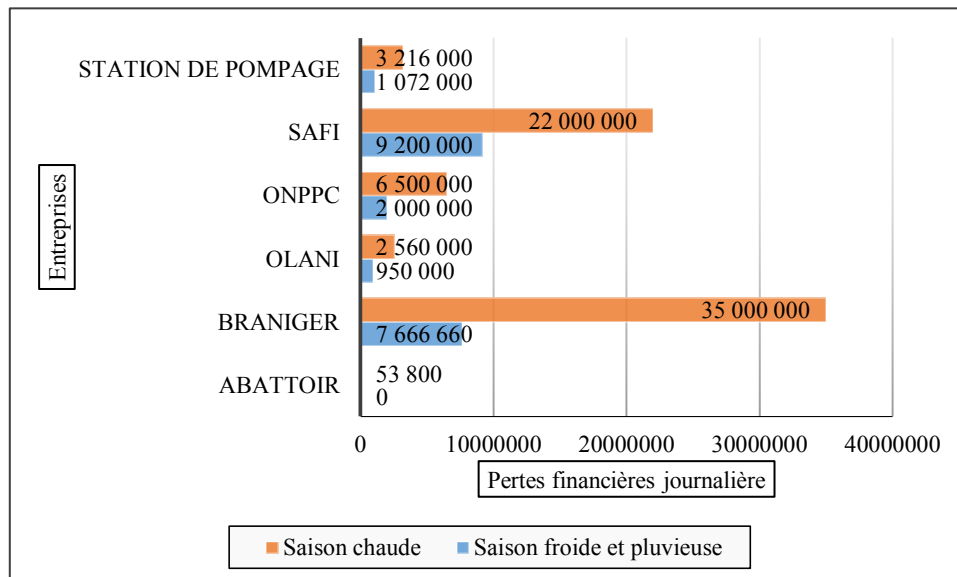 STATION DE POMPAGE
3 216 000
1 072 000
SAFI
22 000 000
9 200 000
ONPPC
6 500 000
2 000 000
OLANI
2 560 000
950 000
BRANIGER
35 000 000
7 666 660
ABATTOIR
53 800
0
Entreprises
0 10000000 20000000 30000000 40000000
Pertes financières journalière
Saison chaude Saison froide et pluvieuse